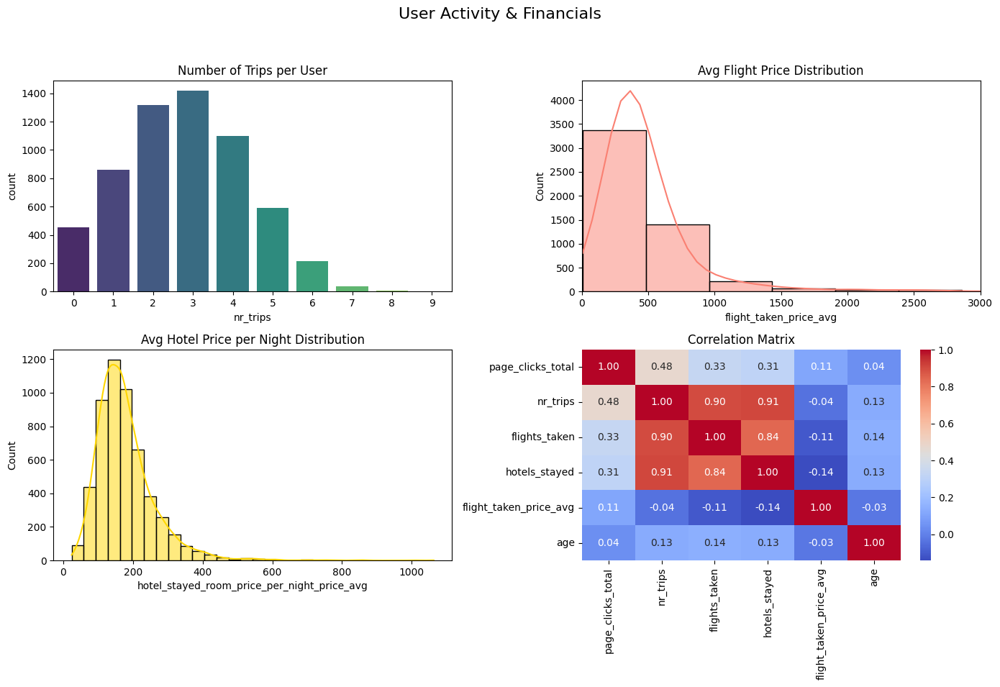 User Activity & Financials
Number of Trips per User
1400
1200
1000
800
600
400
200
0
count
0 1 2 3 4 5 6 7 8 9
nr_trips
Avg Flight Price Distribution
4000
3500
3000
2500
2000
1500
1000
500
0
Count
0 500 1000 1500 2000 2500 3000
flight_taken_price_avg
Avg Hotel Price per Night Distribution
1200
1000
800
600
400
200
0
Count
0 200 400 600 800 1000
hotel_stayed_room_price_per_night_price_avg
Correlation Matrix
page_clicks_total 1.00 0.48 0.33 0.31 0.11 0.04
nr_trips 0.48 1.00 0.90 0.91 -0.04 0.13
flights_taken 0.33 0.90 1.00 0.84 -0.11 0.14
hotels_stayed 0.31 0.91 0.84 1.00 -0.14 0.13
flight_taken_price_avg 0.11 -0.04 -0.11 -0.14 1.00 -0.03
age 0.04 0.13 0.14 0.13 -0.03 1.00
page_clicks_total
nr_trips
flights_taken
hotels_stayed
flight_taken_price_avg
age
1.0
0.8
0.6
0.4
0.2
0.0